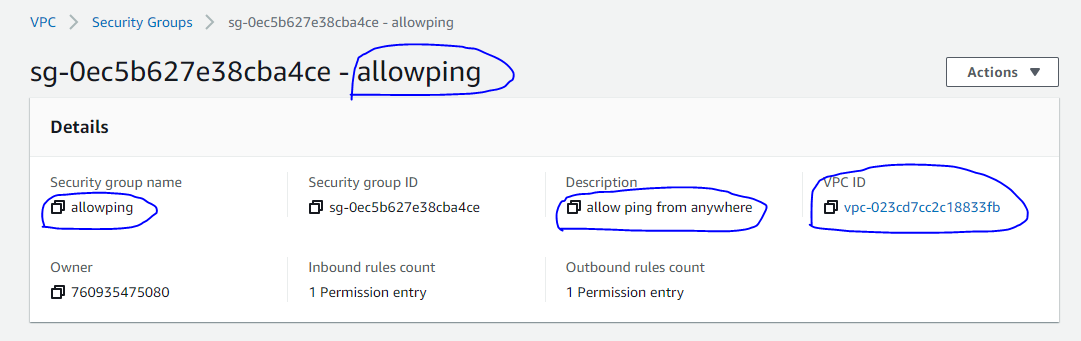 VPC > Security Groups > sg-0ec5b627e38cba4ce - allowping
sg-0ec5b627e38cba4ce - allowping
Actions
Details
Security group name
allowping
Security group ID
sg-0ec5b627e38cba4ce
Description
allow ping from anywhere
VPC ID
vpc-023cd7cc2c18833fb
Owner
760935475080
Inbound rules count
1 Permission entry
Outbound rules count
1 Permission entry